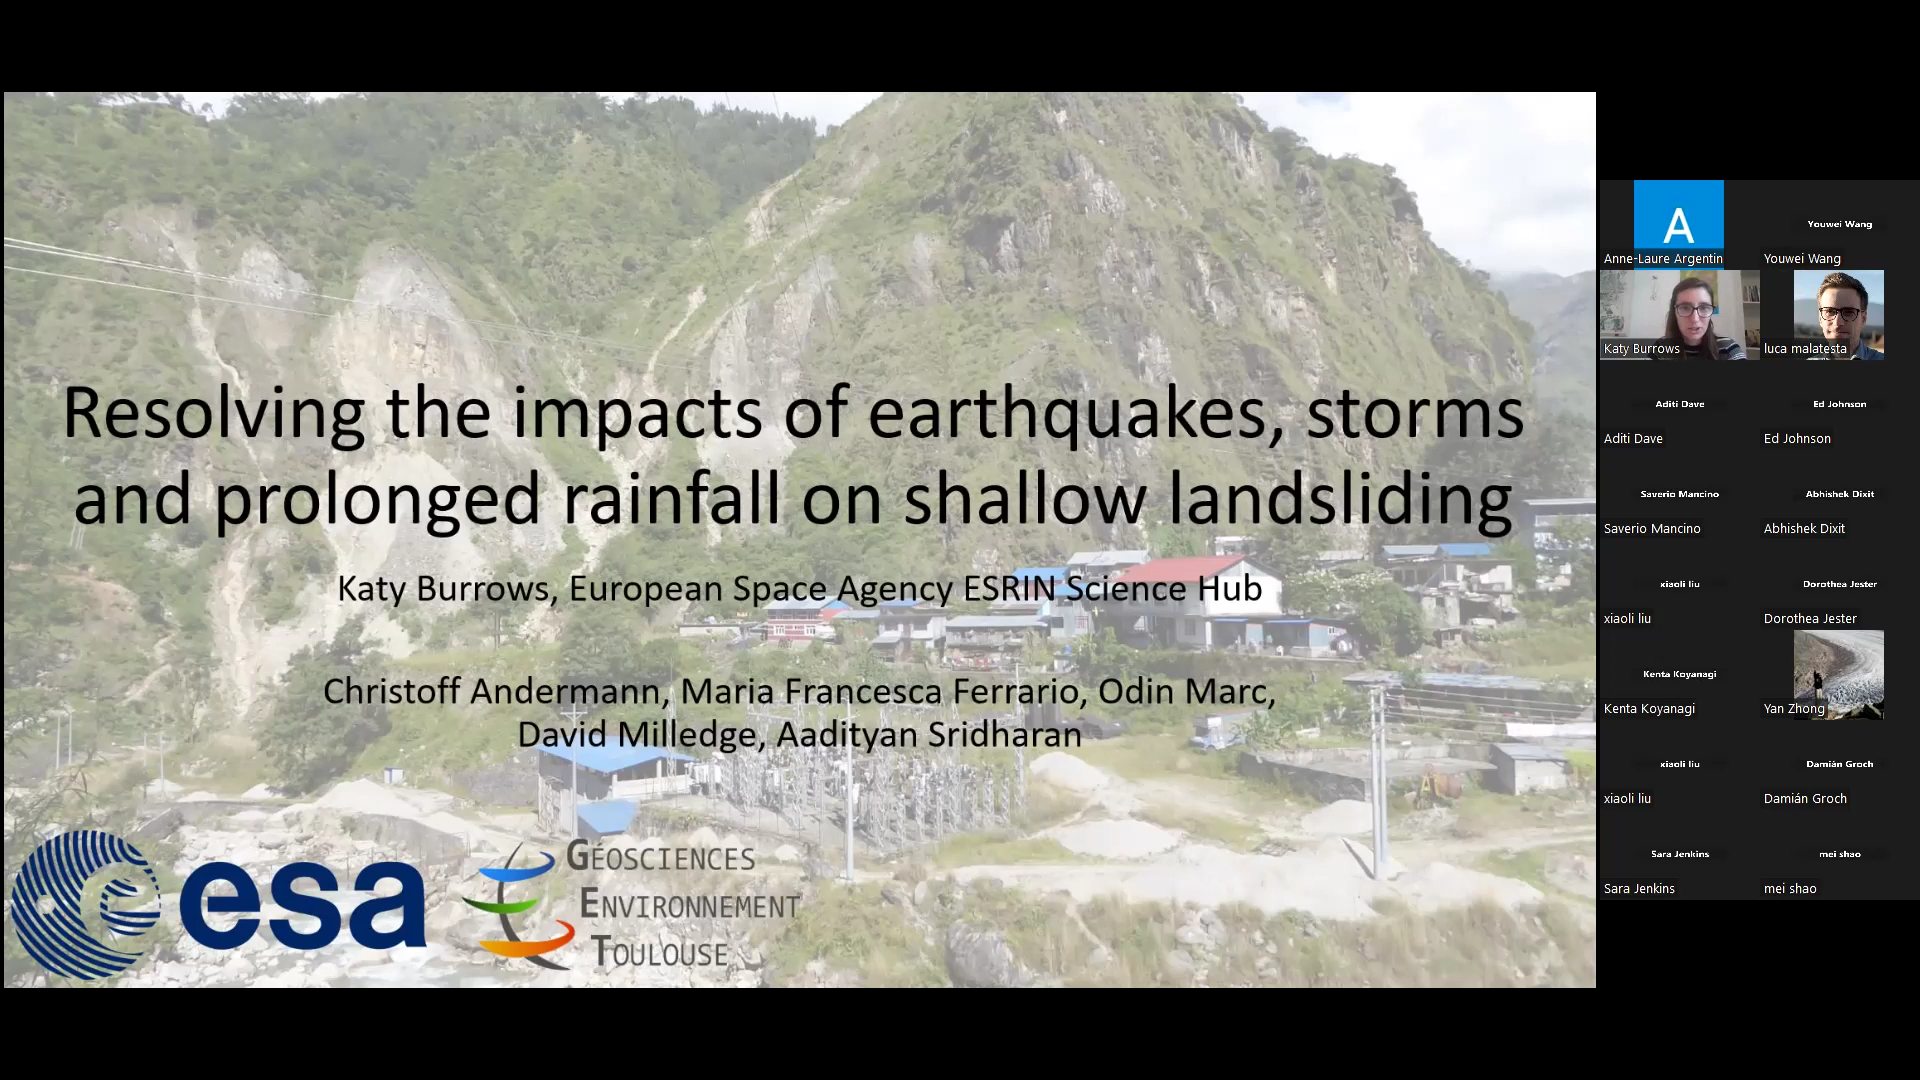 Resolving the impacts of earthquakes, storms
and prolonged rainfall on shallow landsliding
Katy Burrows, European Space Agency ESRIN Science Hub
Christoff Andermann, Maria Francesca Ferrario, Odin Marc,
David Milledge, Aadityan Sridharan
esa
GÉOSCIENCES
ENVIRONNEMENT
TOULOUSE
A
Anne-Laure Argentin
Youwei Wang
Youwei Wang
Katy Burrows
luca malatesta
Aditi Dave
Aditi Dave
Ed Johnson
Ed Johnson
Saverio Mancino
Saverio Mancino
Abhishek Dixit
Abhishek Dixit
xiaoli liu
xiaoli liu
Dorothea Jester
Dorothea Jester
Kenta Koyanagi
Kenta Koyanagi
Yan Zhong
xiaoli liu
xiaoli liu
Damián Groch
Damián Groch
Sara Jenkins
Sara Jenkins
mei shao
mei shao